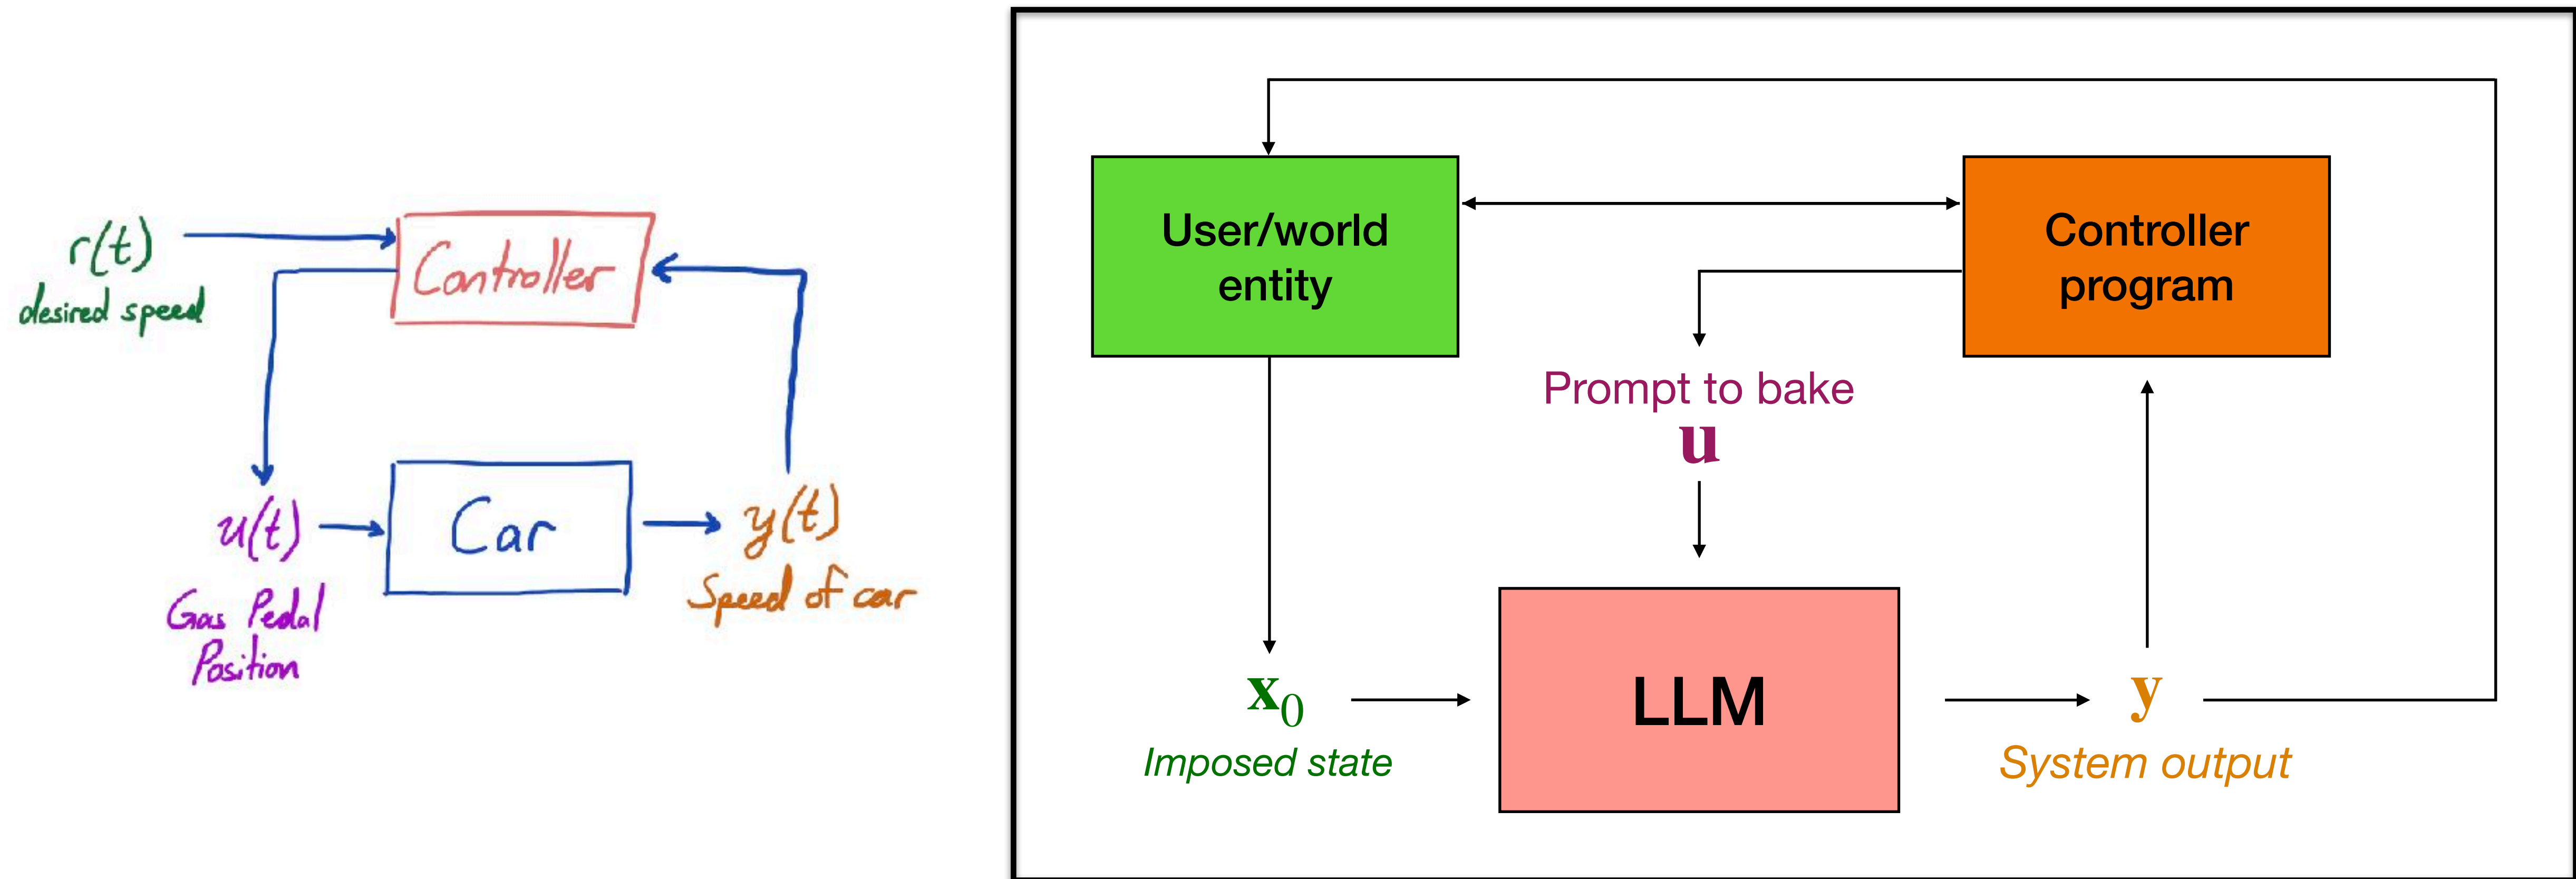 r(t)
desired speed
Controller
u(t)
Gas Pedal
Position
Car
y(t)
Speed of car
User/world
entity
Controller
program
Prompt to bake
u
x₀
Imposed state
LLM
y
System output